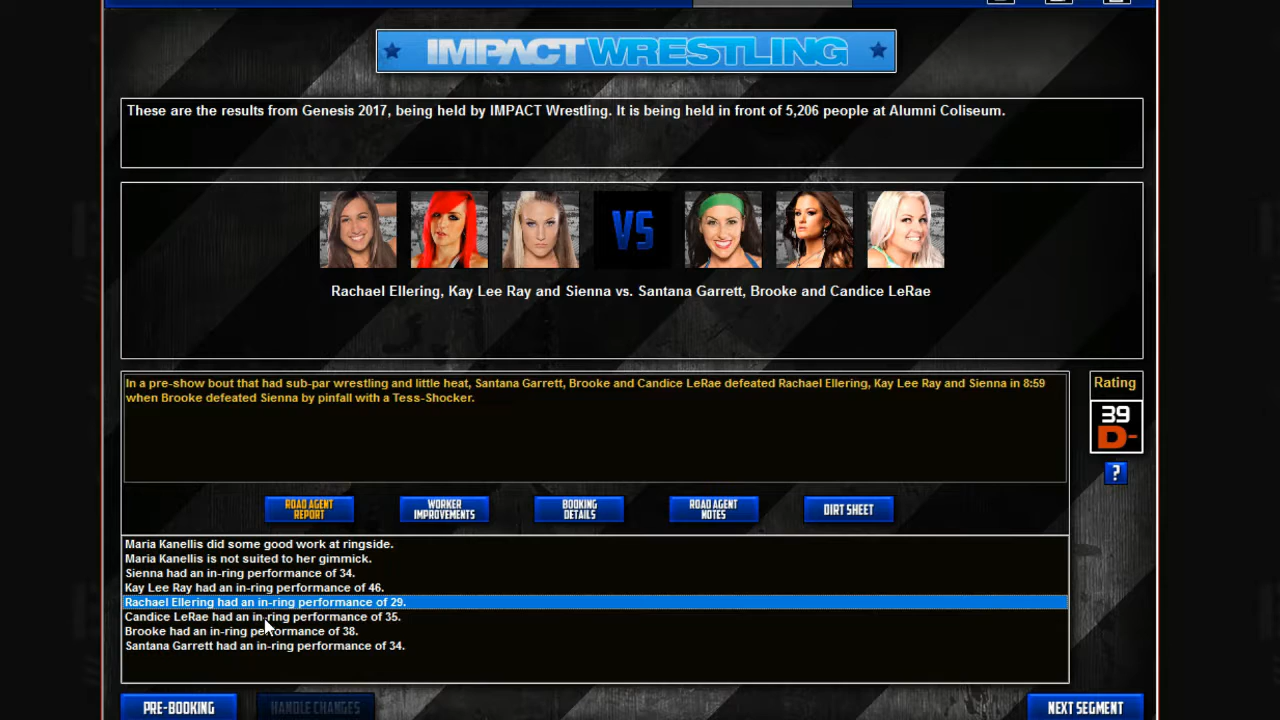 IMPACT WRESTLING
These are the results from Genesis 2017, being held by IMPACT Wrestling. It is being held in front of 5,206 people at Alumni Coliseum.
VS
Rachael Ellering, Kay Lee Ray and Sienna vs. Santana Garrett, Brooke and Candice LeRae
In a pre-show bout that had sub-par wrestling and little heat, Santana Garrett, Brooke and Candice LeRae defeated Rachael Ellering, Kay Lee Ray and Sienna in 8:59
when Brooke defeated Sienna by pinfall with a Tess-Shocker.
Rating
39
D-
?
ROAD AGENT
REPORT
WORKER
IMPROVEMENTS
BOOKING
DETAILS
ROAD AGENT
NOTES
DIRT SHEET
Maria Kanellis did some good work at ringside.
Maria Kanellis is not suited to her gimmick.
Sienna had an in-ring performance of 34.
Kay Lee Ray had an in-ring performance of 46.
Rachael Ellering had an in-ring performance of 29.
Candice LeRae had an in-ring performance of 35.
Brooke had an in-ring performance of 38.
Santana Garrett had an in-ring performance of 34.
PRE-BOOKING
HANDLE CHANGES
NEXT SEGMENT